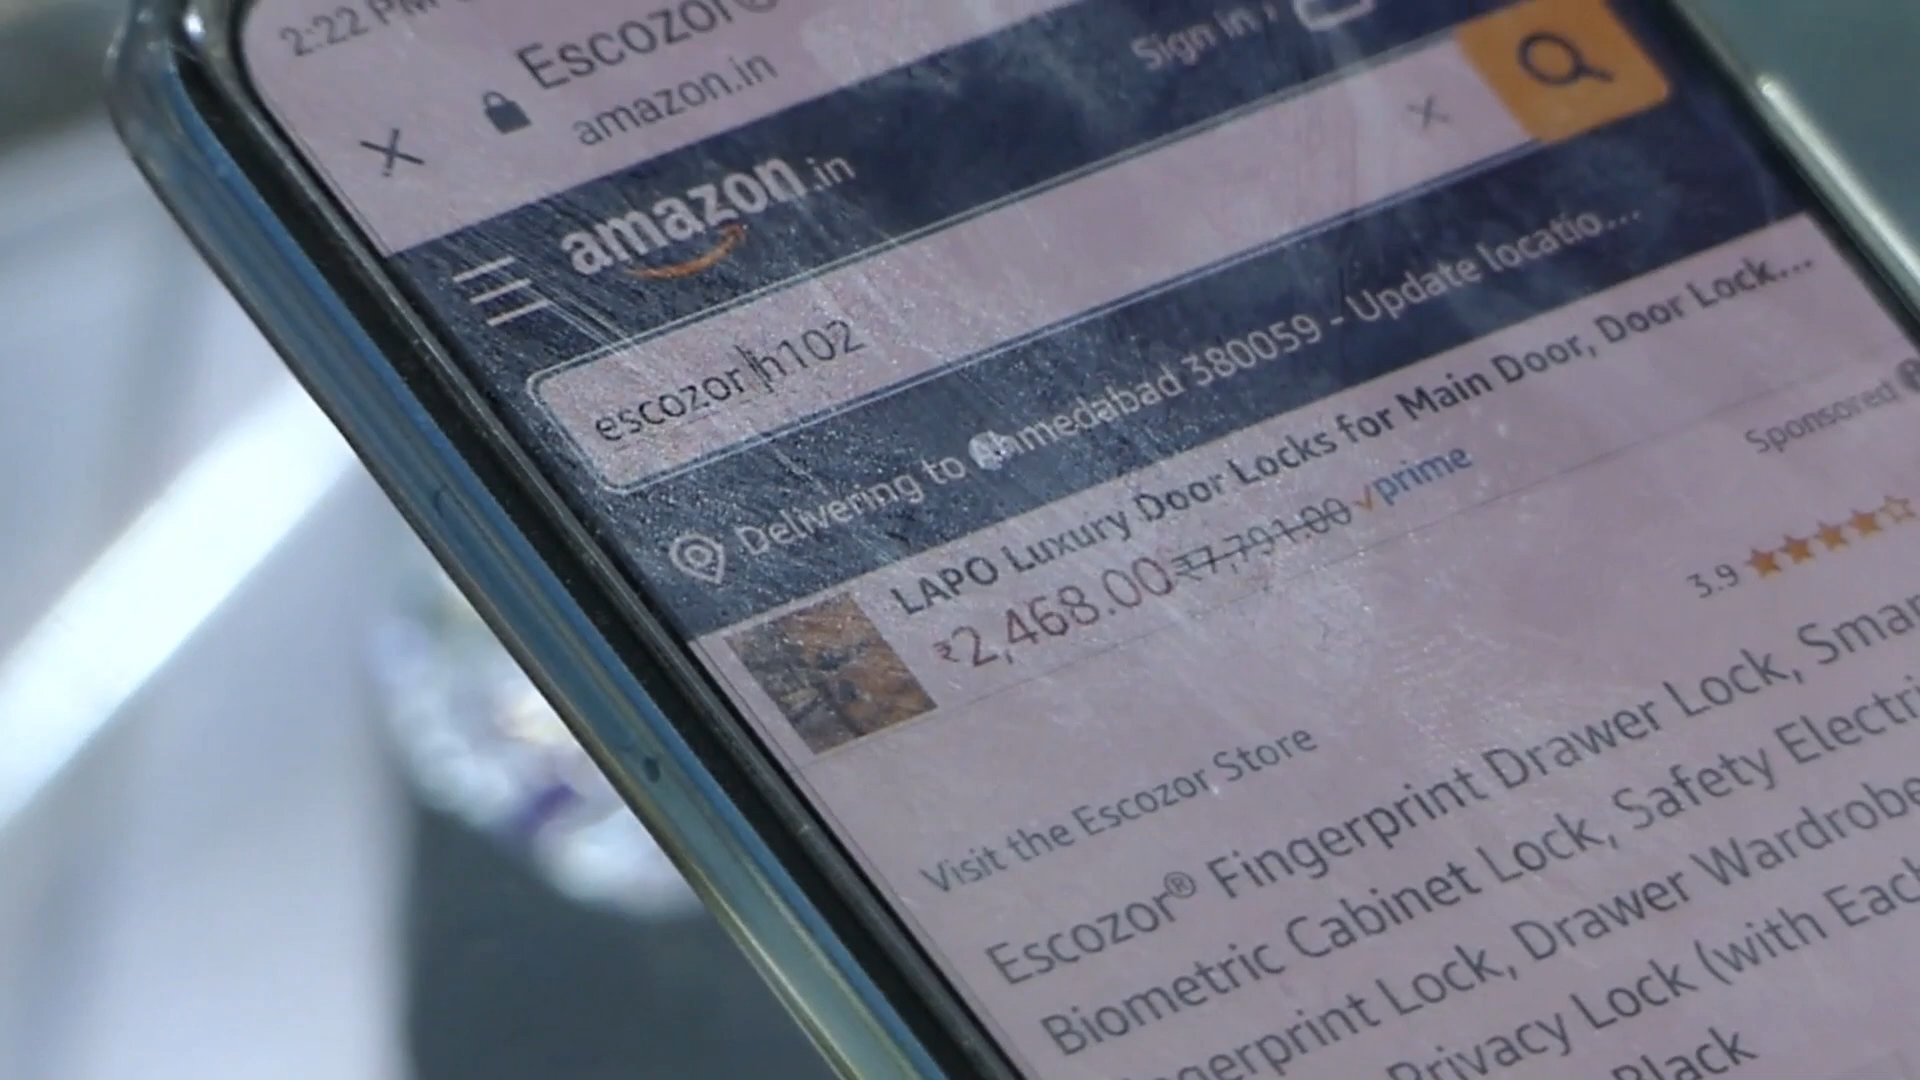 2:22 PM
Escozor®
amazon.in
Sign in ›
amazon.in
escozor h102
Delivering to Ahmedabad 380059 - Update locatio...
LAPO Luxury Door Locks for Main Door, Door Lock...
₹2,468.00 ₹7,791.00 prime
Sponsored
Visit the Escozor Store
3.9
Escozor® Fingerprint Drawer Lock, Smar
Biometric Cabinet Lock, Safety Electri
gerprint Lock, Drawer Wardrobe
Privacy Lock (with Each
Black